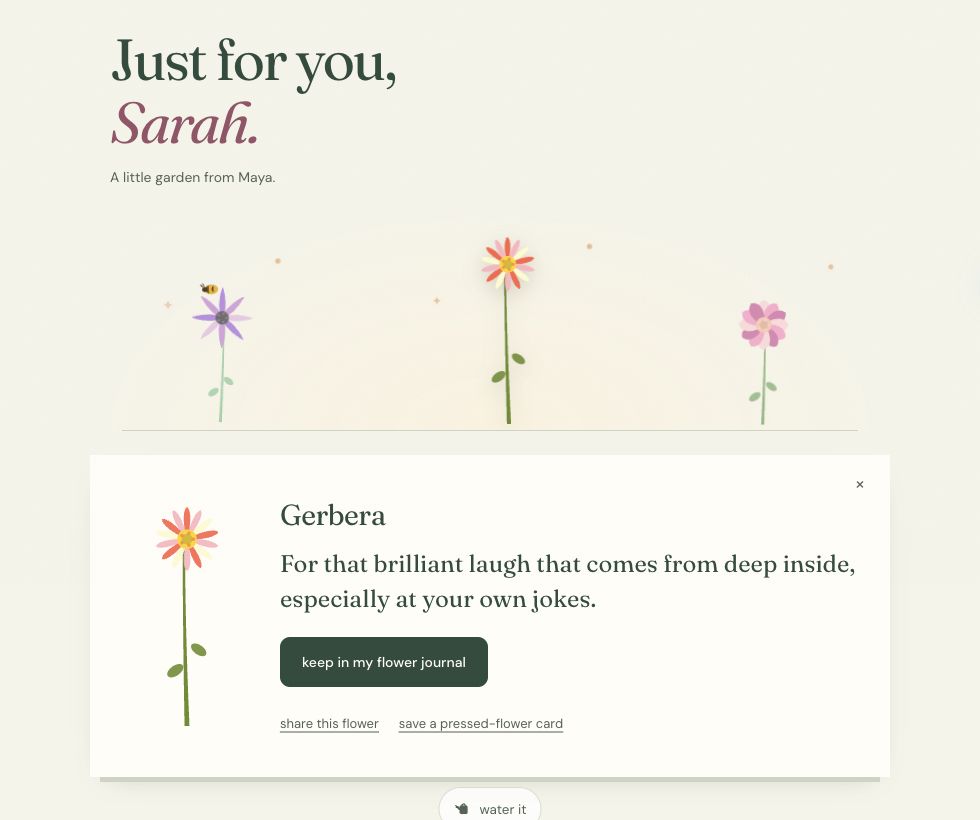 Just for you,
Sarah.
A little garden from Maya.
×
Gerbera
For that brilliant laugh that comes from deep inside,
especially at your own jokes.
keep in my flower journal
share this flower save a pressed-flower card
water it